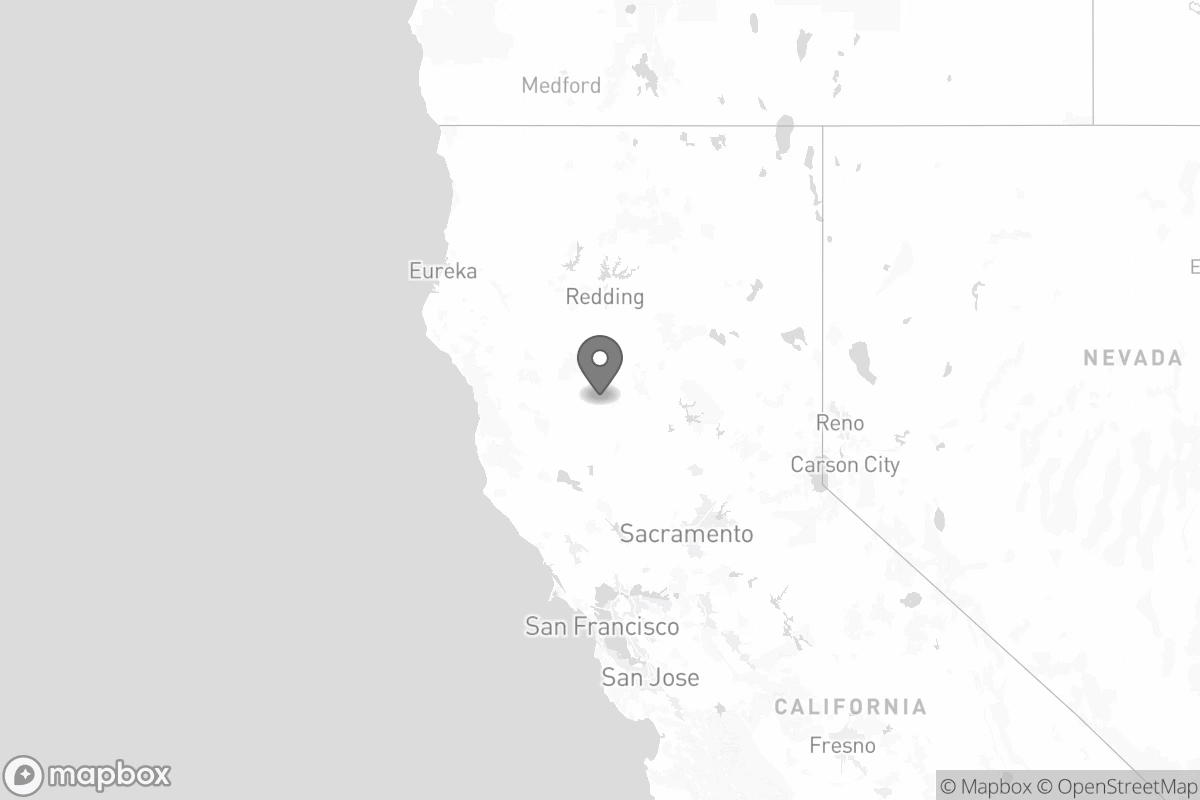 Medford
Eureka
E
Redding
NEVADA
Reno
Carson City
Sacramento
San Francisco
San Jose
CALIFORNIA
Fresno
mapbox
© Mapbox © OpenStreetMap